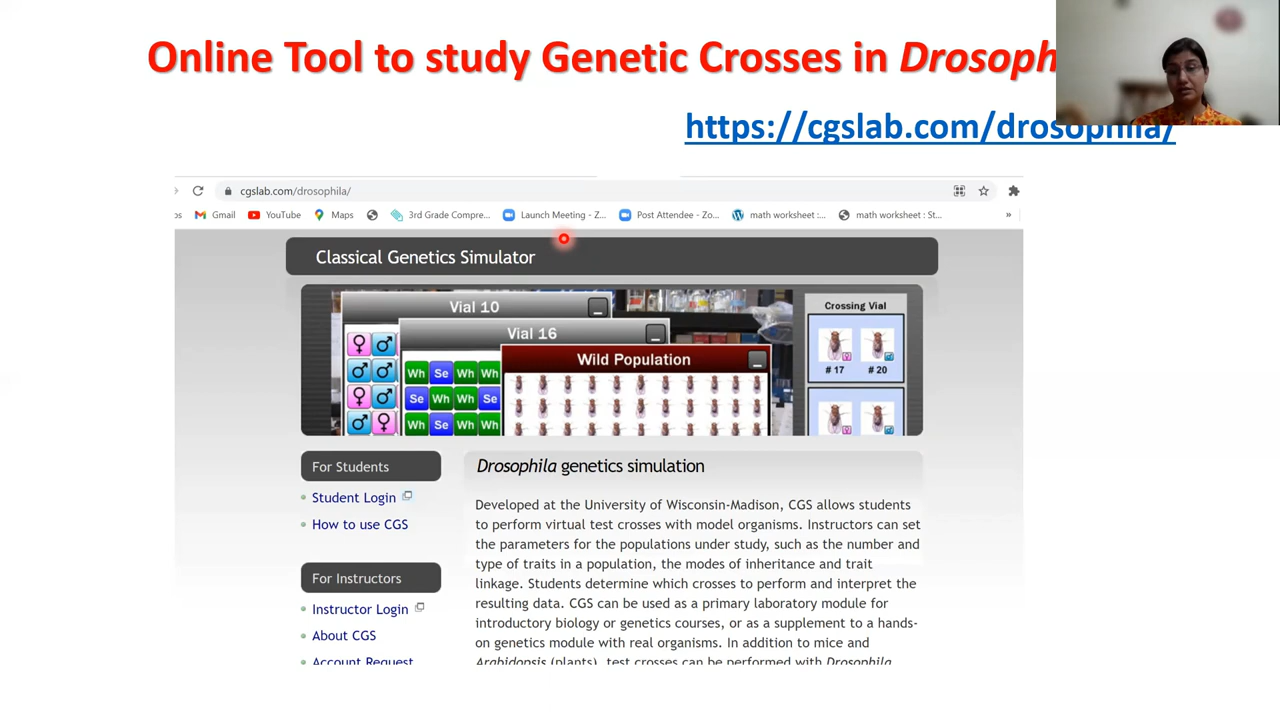 Online Tool to study Genetic Crosses in Drosoph
https://cgslab.com/drosophila/
cgslab.com/drosophila/
ps Gmail YouTube Maps 3rd Grade Compre... Launch Meeting - Z... Post Attendee - Zo... math worksheet :... math worksheet : St... »
Classical Genetics Simulator
Vial 10
Vial 16
Wild Population
Crossing Vial
# 17 # 20
Wh Se Wh Wh
Se Wh Wh Se
Wh Se Wh Wh
For Students
Student Login
How to use CGS
For Instructors
Instructor Login
About CGS
Account Request
Drosophila genetics simulation
Developed at the University of Wisconsin-Madison, CGS allows students
to perform virtual test crosses with model organisms. Instructors can set
the parameters for the populations under study, such as the number and
type of traits in a population, the modes of inheritance and trait
linkage. Students determine which crosses to perform and interpret the
resulting data. CGS can be used as a primary laboratory module for
introductory biology or genetics courses, or as a supplement to a hands-
on genetics module with real organisms. In addition to mice and
Arabidopsis (plants), test crosses can be performed with Drosophila